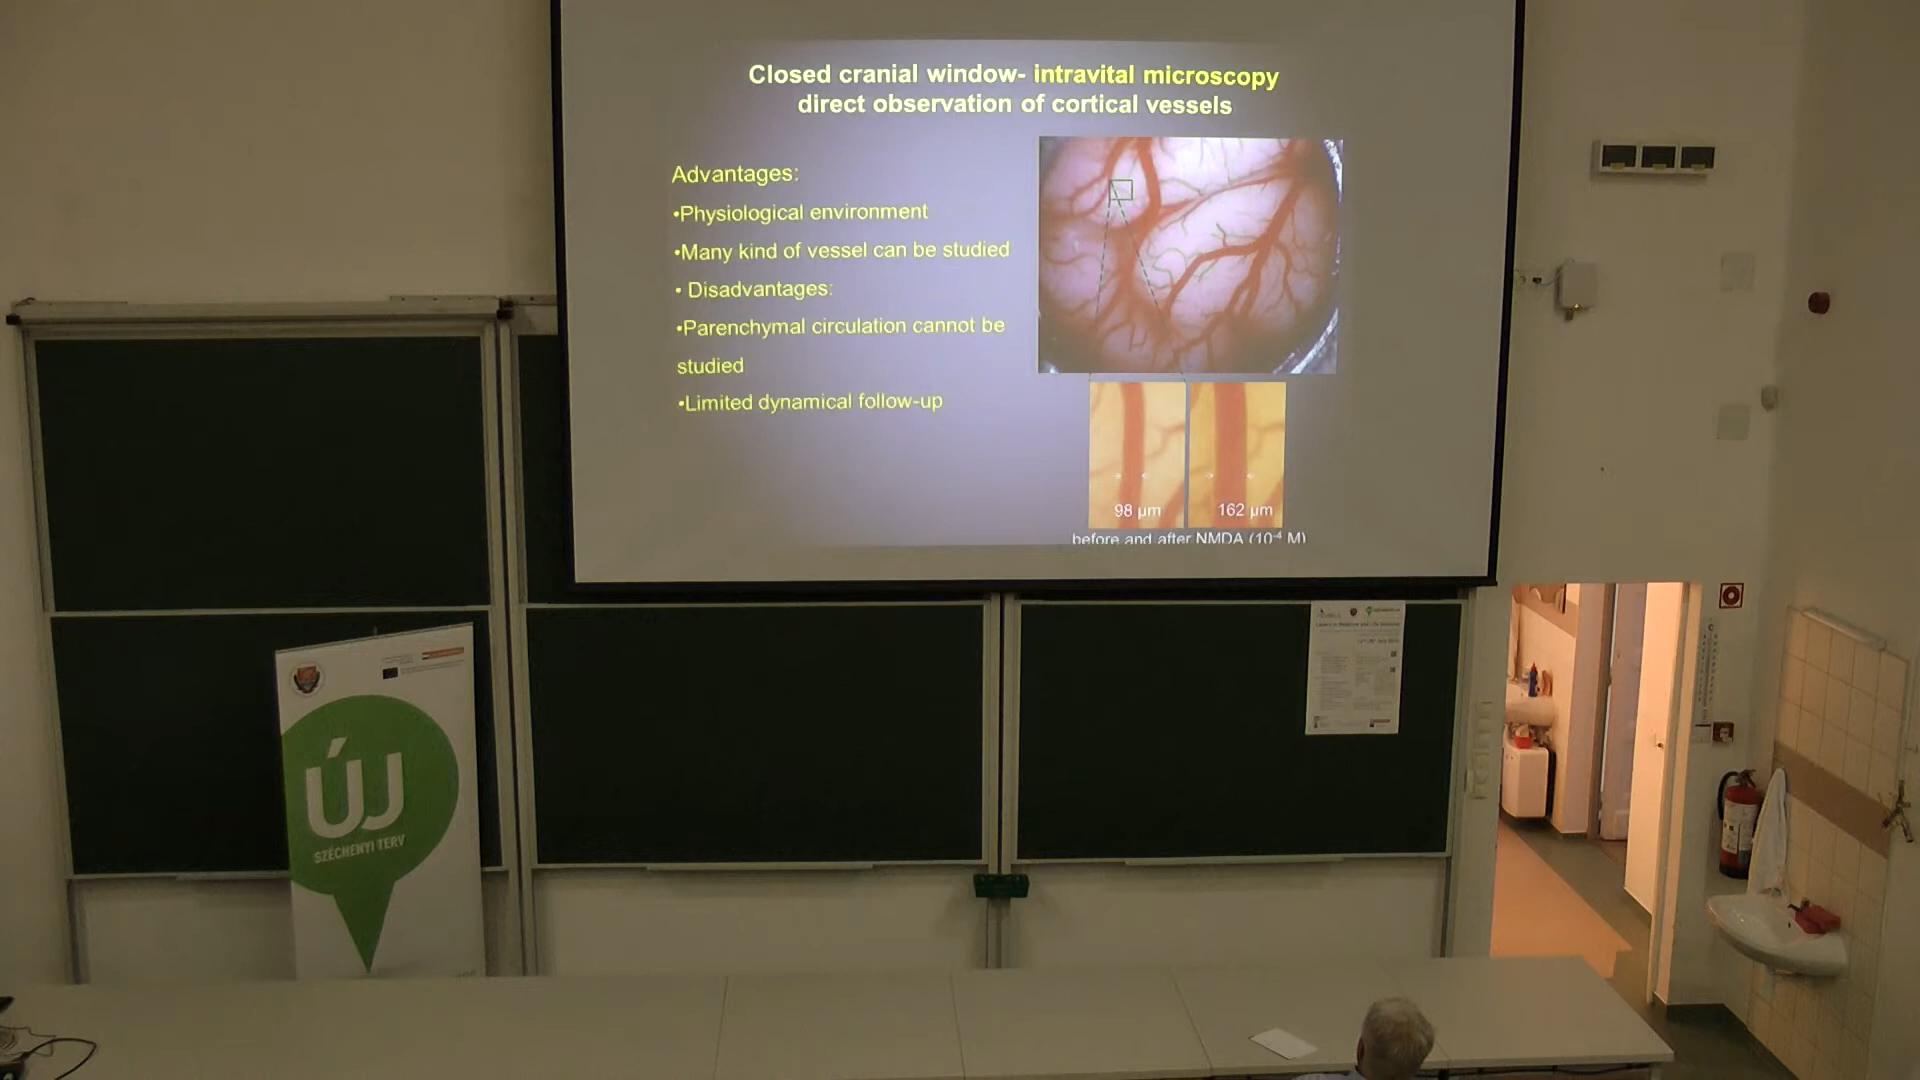 Closed cranial window- intravital microscopy
direct observation of cortical vessels
Advantages:
•Physiological environment
•Many kind of vessel can be studied
• Disadvantages:
•Parenchymal circulation cannot be
studied
•Limited dynamical follow-up
98 µm
162 µm
before and after NMDA (10⁻⁴ M)
ÚJ
SZÉCHENYI TERV